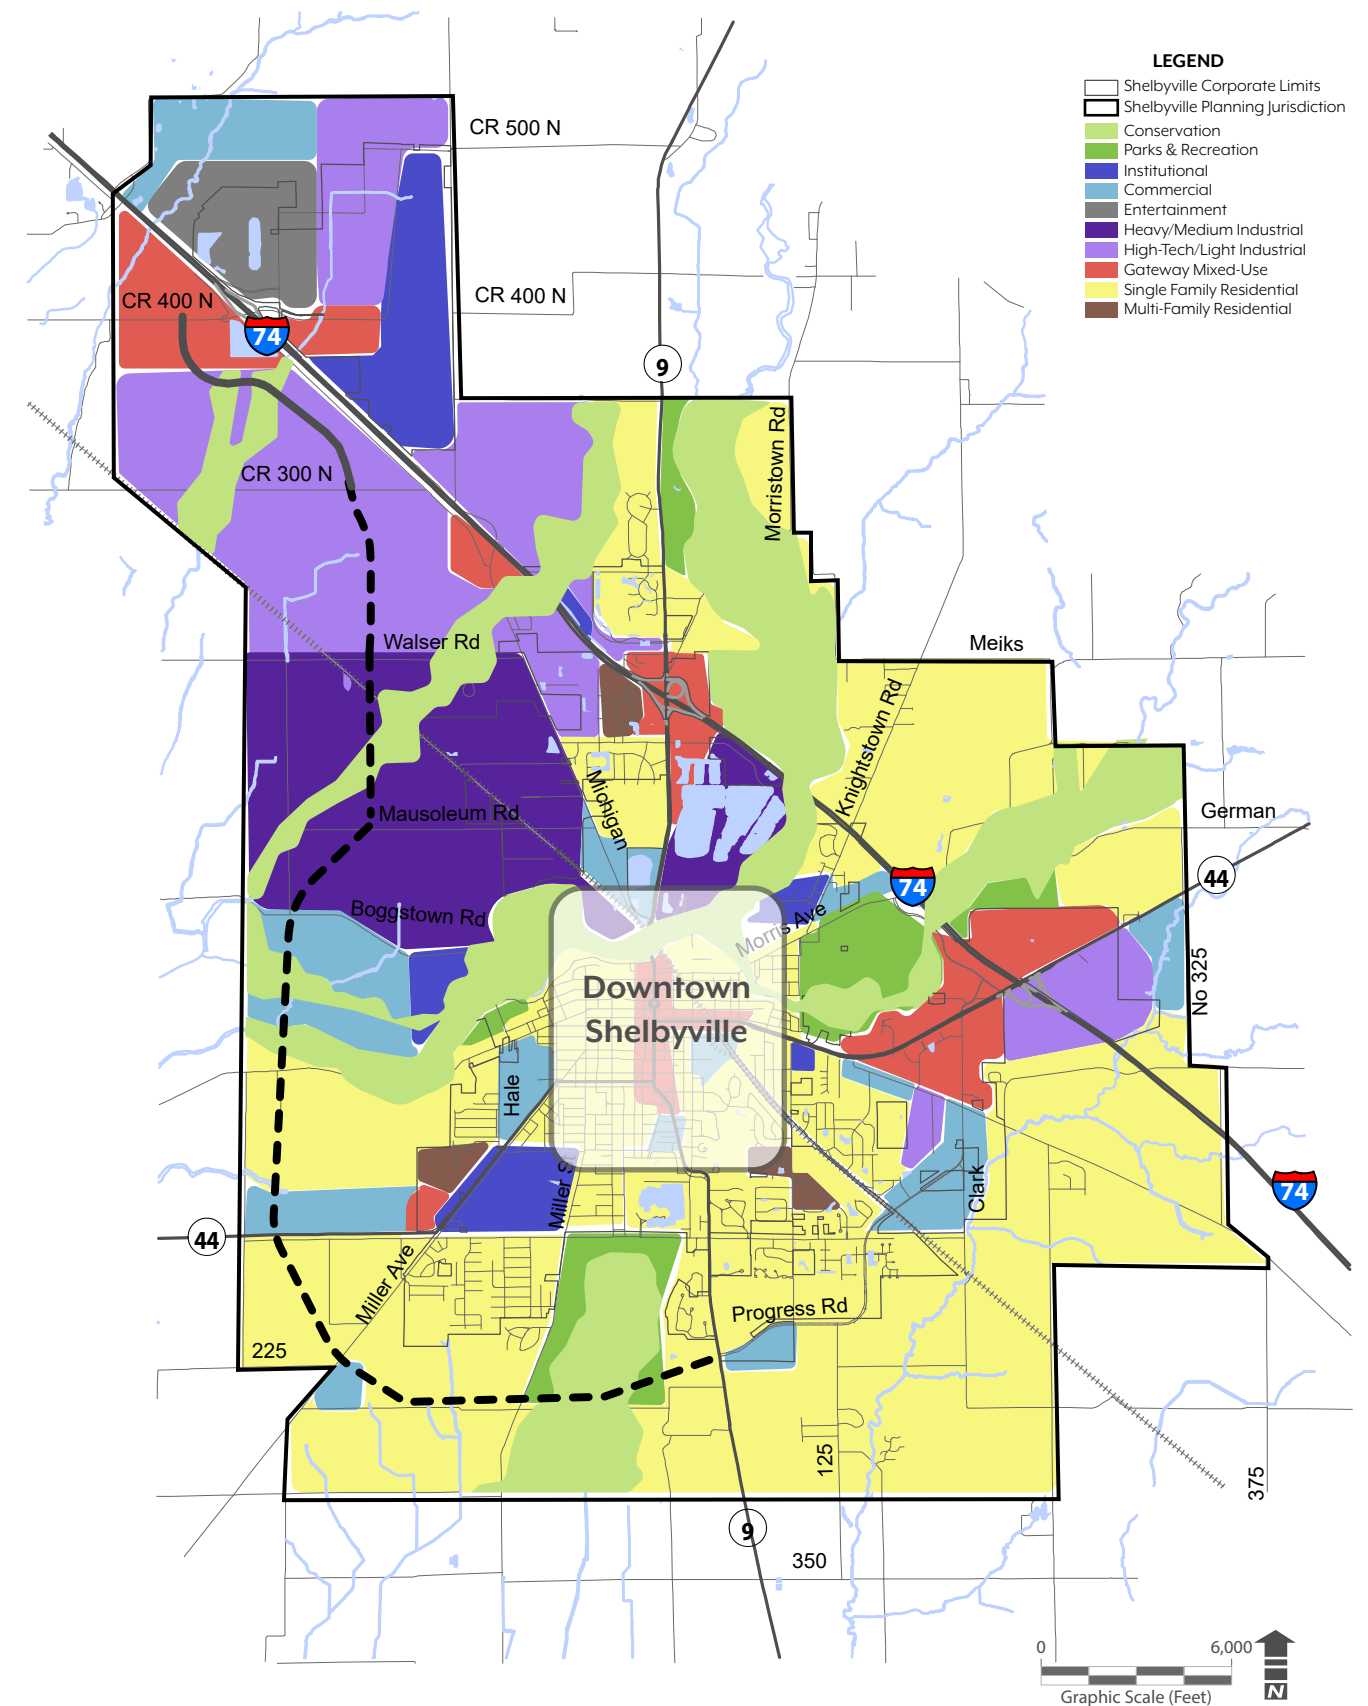 LEGEND
Shelbyville Corporate Limits
Shelbyville Planning Jurisdiction
Conservation
Parks & Recreation
Institutional
Commercial
Entertainment
Heavy/Medium Industrial
High-Tech/Light Industrial
Gateway Mixed-Use
Single Family Residential
Multi-Family Residential
CR 500 N
CR 400 N
CR 400 N
74
9
Morristown Rd
CR 300 N
Walser Rd
Meiks
Knightstown Rd
Michigan
Mausoleum Rd
German
44
74
Boggstown Rd
Morris Ave
No 325
Downtown
Shelbyville
Hale
Miller S
Clark
74
44
Miller Ave
Progress Rd
225
125
375
9
350
0
6,000
Graphic Scale (Feet)
N